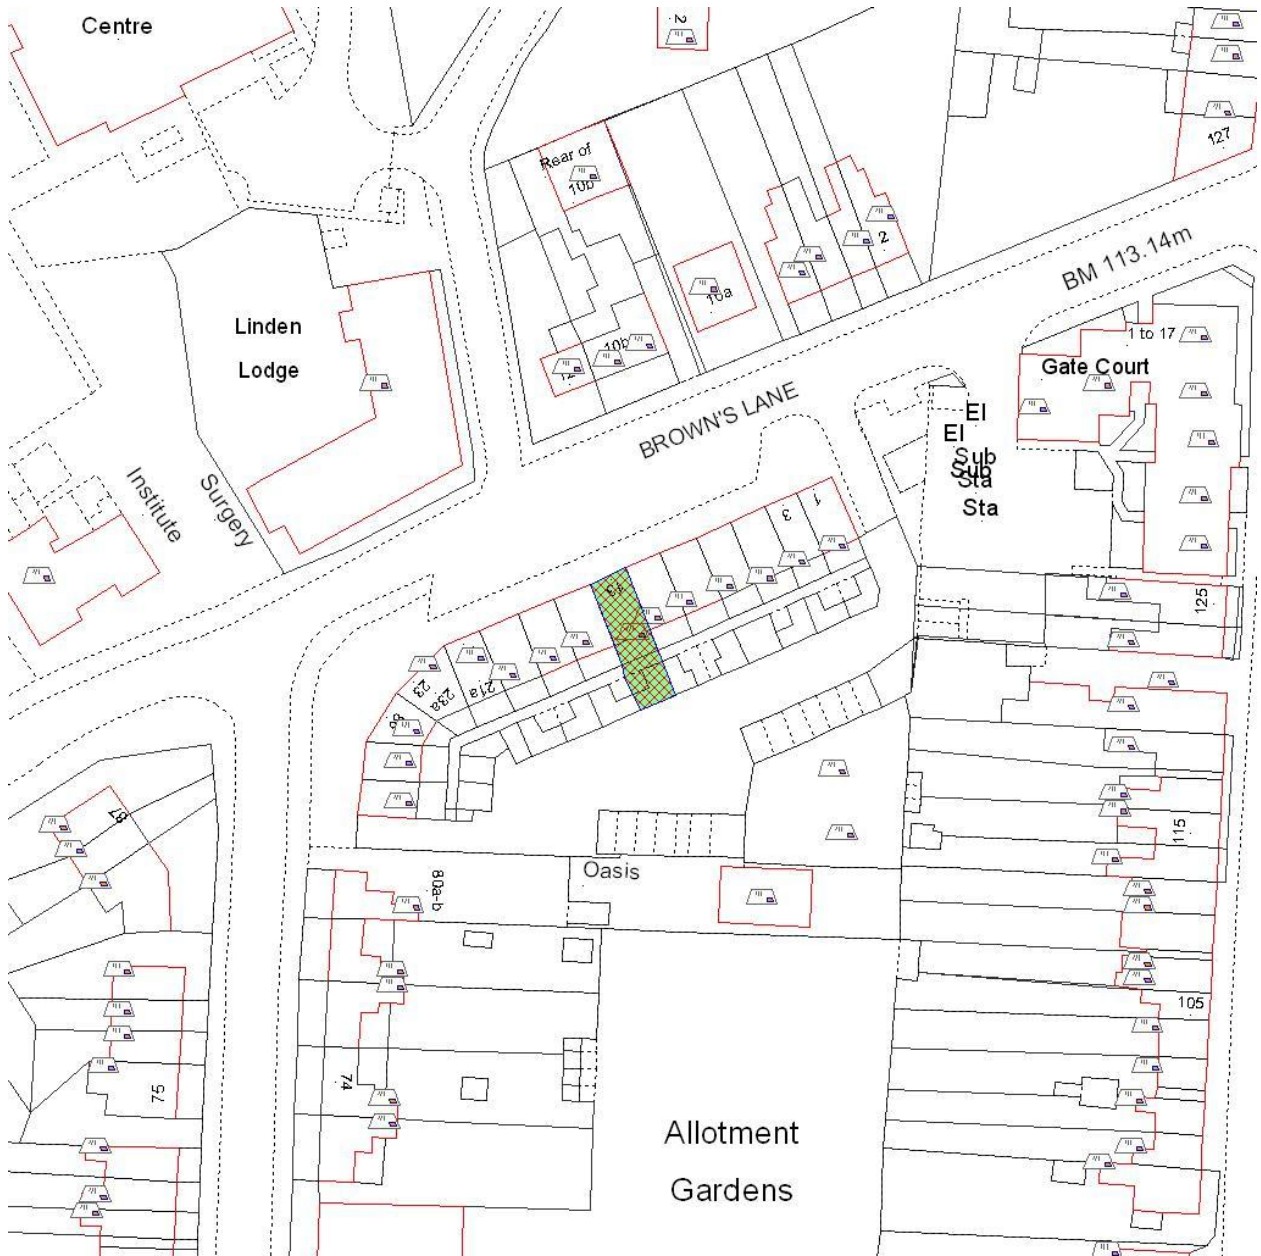 Centre
2
127
Rear of
10b
2
BM 113.14m
10a
Linden
Lodge
10b
12
1 to 17
Gate Court
BROWN'S LANE
El
El
Sub
Sub
Sta
Sta
Institute
Surgery
1
3
13
125
23
23a
21a
87
115
Oasis
80a-b
105
74
75
Allotment
Gardens